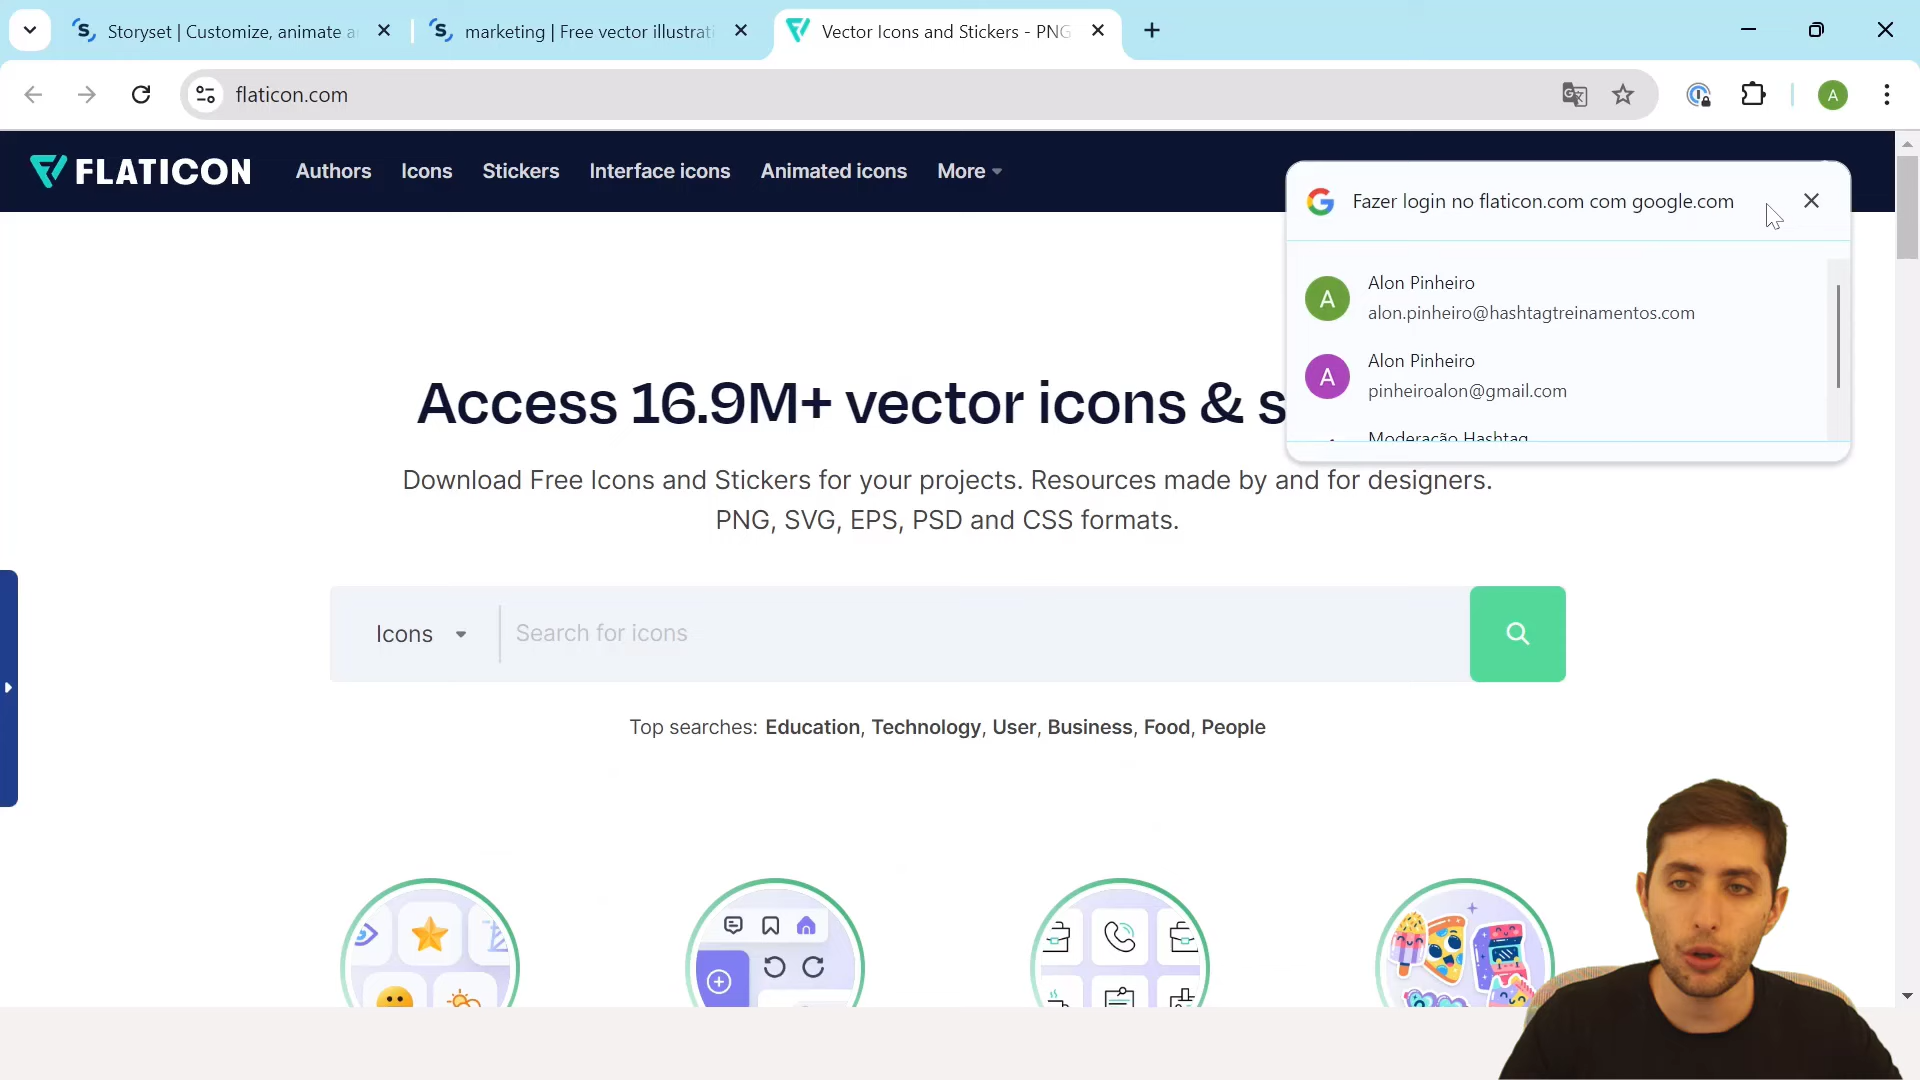 Storyset | Customize, animate a
marketing | Free vector illustrati
Vector Icons and Stickers - PNG
flaticon.com
A
FLATICON
Authors
Icons
Stickers
Interface icons
Animated icons
More
Fazer login no flaticon.com com google.com
A
Alon Pinheiro
alon.pinheiro@hashtagtreinamentos.com
A
Alon Pinheiro
pinheiroalon@gmail.com
Moderação Hashtag
Access 16.9M+ vector icons & s
Download Free Icons and Stickers for your projects. Resources made by and for designers.
PNG, SVG, EPS, PSD and CSS formats.
Icons
Search for icons
Top searches: Education, Technology, User, Business, Food, People